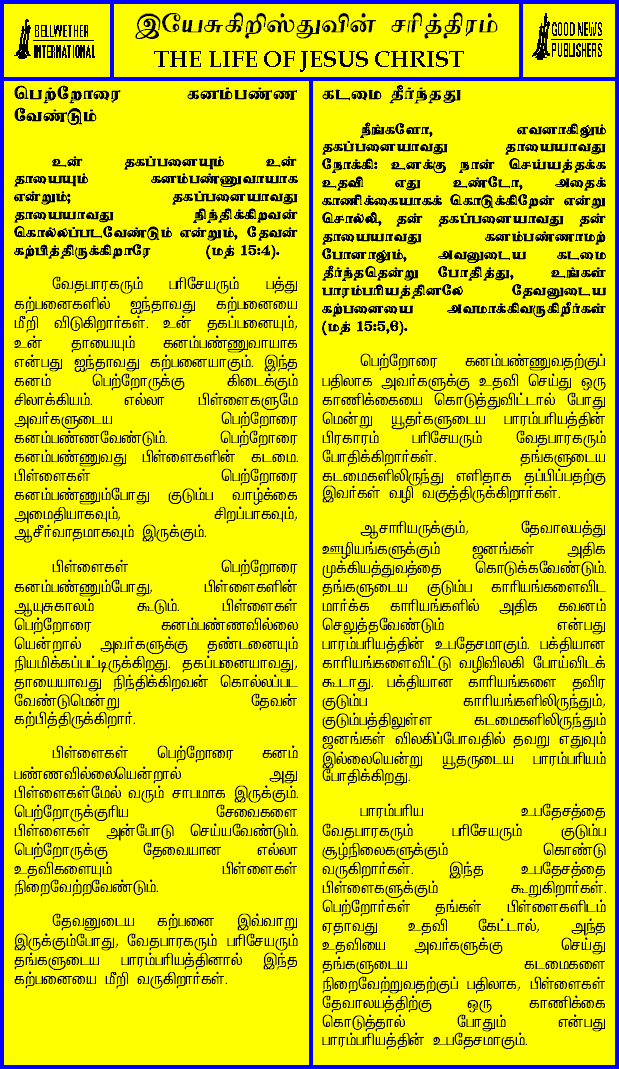 BELLWETHER
INTERNATIONAL
இயேசுகிறிஸ்துவின் சரித்திரம்
THE LIFE OF JESUS CHRIST
GOOD NEWS
PUBLISHERS
பெற்றோரை கனம்பண்ண
வேண்டும்
உன் தகப்பனையும் உன்
தாயையும் கனம்பண்ணுவாயாக
என்றும்; தகப்பனையாவது
தாயையாவது நிந்திக்கிறவன்
கொல்லப்படவேண்டும் என்றும், தேவன்
கற்பித்திருக்கிறாரே (மத் 15:4).
வேதபாரகரும் பரிசேயரும் பத்து
கற்பனைகளில் ஐந்தாவது கற்பனையை
மீறி விடுகிறார்கள். உன் தகப்பனையும்,
உன் தாயையும் கனம்பண்ணுவாயாக
என்பது ஐந்தாவது கற்பனையாகும். இந்த
கனம் பெற்றோருக்கு கிடைக்கும்
சிலாக்கியம். எல்லா பிள்ளைகளுமே
அவர்களுடைய பெற்றோரை
கனம்பண்ணவேண்டும். பெற்றோரை
கனம்பண்ணுவது பிள்ளைகளின் கடமை.
பிள்ளைகள் பெற்றோரை
கனம்பண்ணும்போது குடும்ப வாழ்க்கை
அமைதியாகவும், சிறப்பாகவும்,
ஆசீர்வாதமாகவும் இருக்கும்.
பிள்ளைகள் பெற்றோரை
கனம்பண்ணும்போது, பிள்ளைகளின்
ஆயுசுகாலம் கூடும். பிள்ளைகள்
பெற்றோரை கனம்பண்ணவில்லை
யென்றால் அவர்களுக்கு தண்டனையும்
நியமிக்கப்பட்டிருக்கிறது. தகப்பனையாவது,
தாயையாவது நிந்திக்கிறவன் கொல்லப்பட
வேண்டுமென்று தேவன்
கற்பித்திருக்கிறார்.
பிள்ளைகள் பெற்றோரை கனம்
பண்ணவில்லையென்றால் அது
பிள்ளைகள்மேல் வரும் சாபமாக இருக்கும்.
பெற்றோருக்குரிய சேவைகளை
பிள்ளைகள் அன்போடு செய்யவேண்டும்.
பெற்றோருக்கு தேவையான எல்லா
உதவிகளையும் பிள்ளைகள்
நிறைவேற்றவேண்டும்.
தேவனுடைய கற்பனை இவ்வாறு
இருக்கும்போது, வேதபாரகரும் பரிசேயரும்
தங்களுடைய பாரம்பரியத்தினால் இந்த
கற்பனையை மீறி வருகிறார்கள்.
கடமை தீர்ந்தது
நீங்களோ, எவனாகிலும்
தகப்பனையாவது தாயையாவது
நோக்கி: உனக்கு நான் செய்யத்தக்க
உதவி எது உண்டோ, அதைக்
காணிக்கையாகக் கொடுக்கிறேன் என்று
சொல்லி, தன் தகப்பனையாவது தன்
தாயையாவது கனம்பண்ணாமற்
போனாலும், அவனுடைய கடமை
தீர்ந்ததென்று போதித்து, உங்கள்
பாரம்பரியத்தினாலே தேவனுடைய
கற்பனையை அவமாக்கிவருகிறீர்கள்
(மத் 15:5,6).
பெற்றோரை கனம்பண்ணுவதற்குப்
பதிலாக அவர்களுக்கு உதவி செய்து ஒரு
காணிக்கையை கொடுத்துவிட்டால் போது
மென்று யூதர்களுடைய பாரம்பரியத்தின்
பிரகாரம் பரிசேயரும் வேதபாரகரும்
போதிக்கிறார்கள். தங்களுடைய
கடமைகளிலிருந்து எளிதாக தப்பிப்பதற்கு
இவர்கள் வழி வகுத்திருக்கிறார்கள்.
ஆசாரியருக்கும், தேவாலயத்து
ஊழியங்களுக்கும் ஜனங்கள் அதிக
முக்கியத்துவத்தை கொடுக்கவேண்டும்.
தங்களுடைய குடும்ப காரியங்களைவிட
மார்க்க காரியங்களில் அதிக கவனம்
செலுத்தவேண்டும் என்பது
பாரம்பரியத்தின் உபதேசமாகும். பக்தியான
காரியங்களைவிட்டு வழிவிலகி போய்விடக்
கூடாது. பக்தியான காரியங்களை தவிர
குடும்ப காரியங்களிலிருந்தும்,
குடும்பத்திலுள்ள கடமைகளிலிருந்தும்
ஜனங்கள் விலகிப்போவதில் தவறு எதுவும்
இல்லையென்று யூதருடைய பாரம்பரியம்
போதிக்கிறது.
பாரம்பரிய உபதேசத்தை
வேதபாரகரும் பரிசேயரும் குடும்ப
சூழ்நிலைகளுக்கும் கொண்டு
வருகிறார்கள். இந்த உபதேசத்தை
பிள்ளைகளுக்கும் கூறுகிறார்கள்.
பெற்றோர்கள் தங்கள் பிள்ளைகளிடம்
ஏதாவது உதவி கேட்டால், அந்த
உதவியை அவர்களுக்கு செய்து
தங்களுடைய கடமைகளை
நிறைவேற்றுவதற்குப் பதிலாக, பிள்ளைகள்
தேவாலயத்திற்கு ஒரு காணிக்கை
கொடுத்தால் போதும் என்பது
பாரம்பரியத்தின் உபதேசமாகும்.